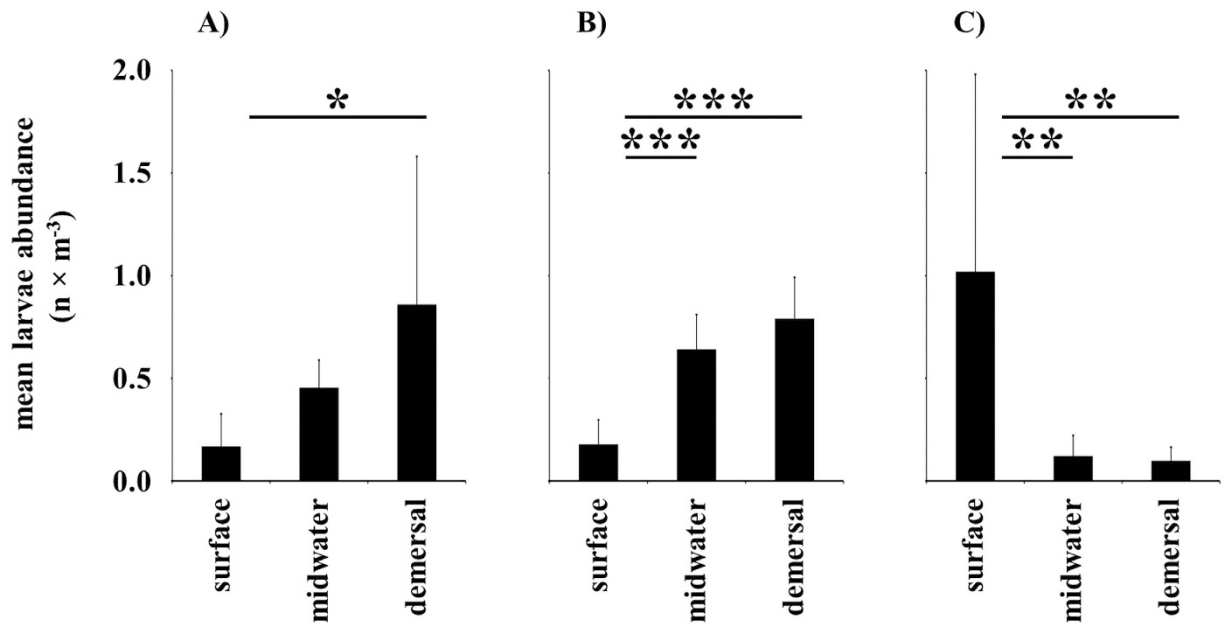 A)
B)
C)
mean larvae abundance
(n × m-3)
2.0
1.5
1.0
0.5
0.0
*
***
***
**
**
surface
midwater
demersal
surface
midwater
demersal
surface
midwater
demersal